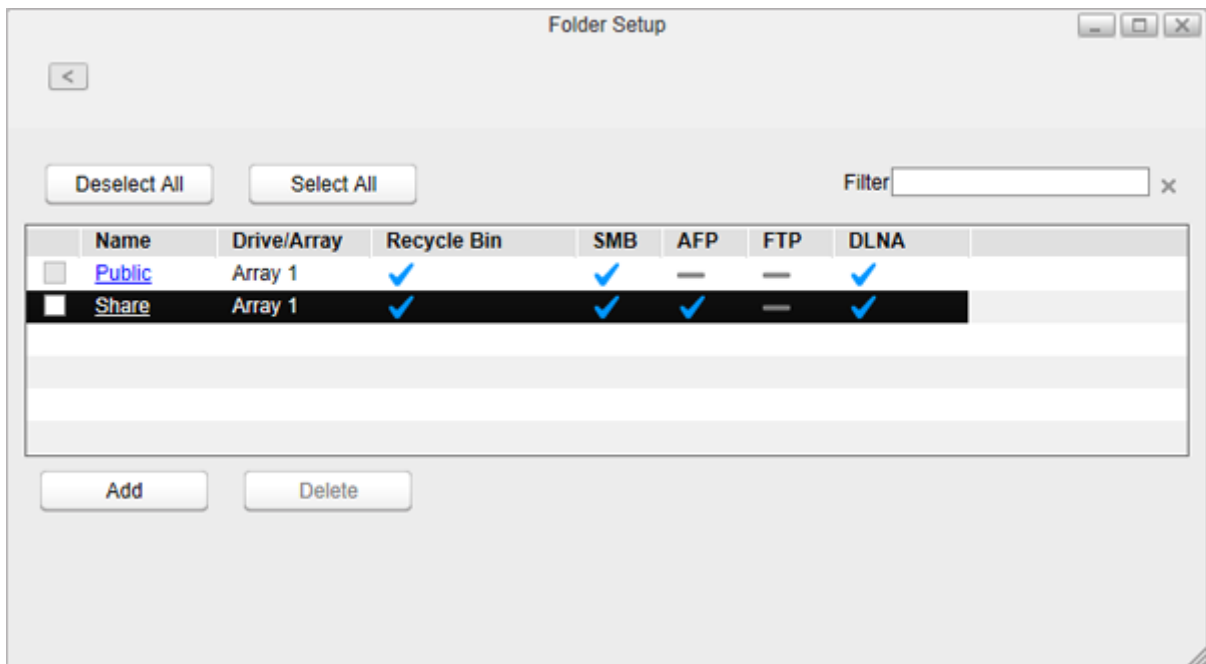 Folder Setup
<
Deselect All Select All Filter
Name Drive/Array Recycle Bin SMB AFP FTP DLNA
Public Array 1
Share Array 1
Add Delete